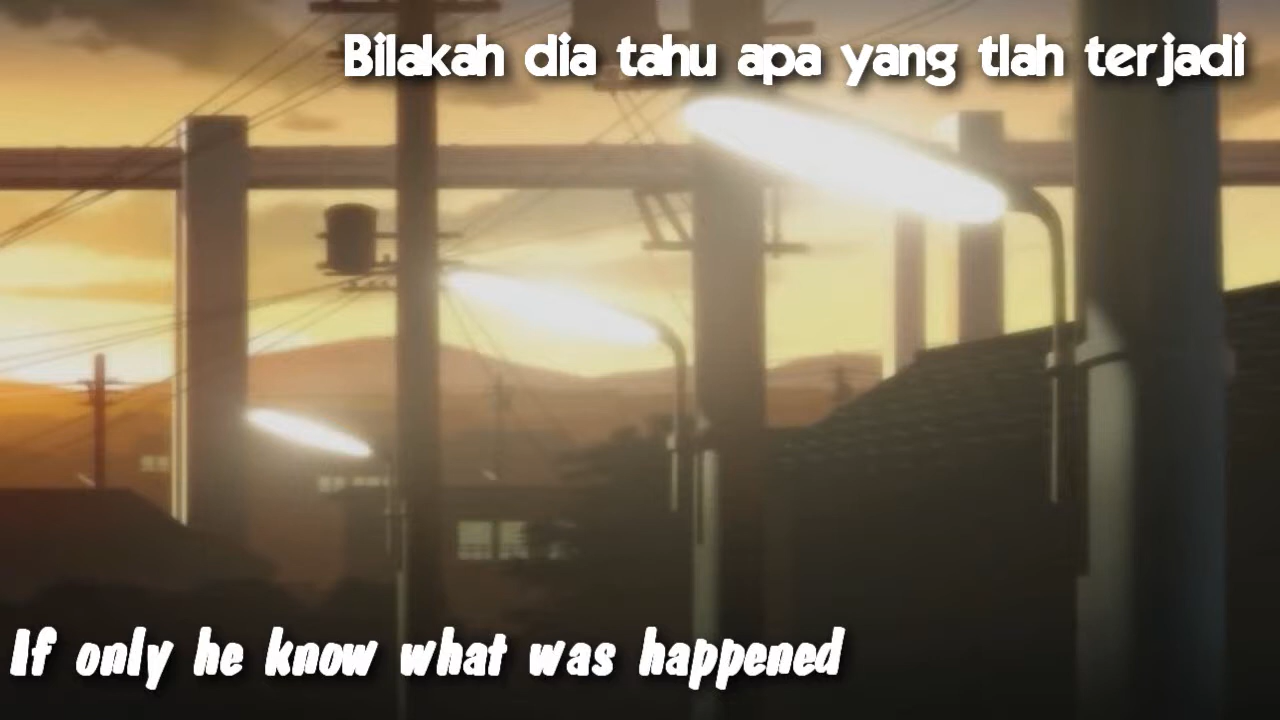 Bilakah dia tahu apa yang tlah terjadi
If only he know what was happened